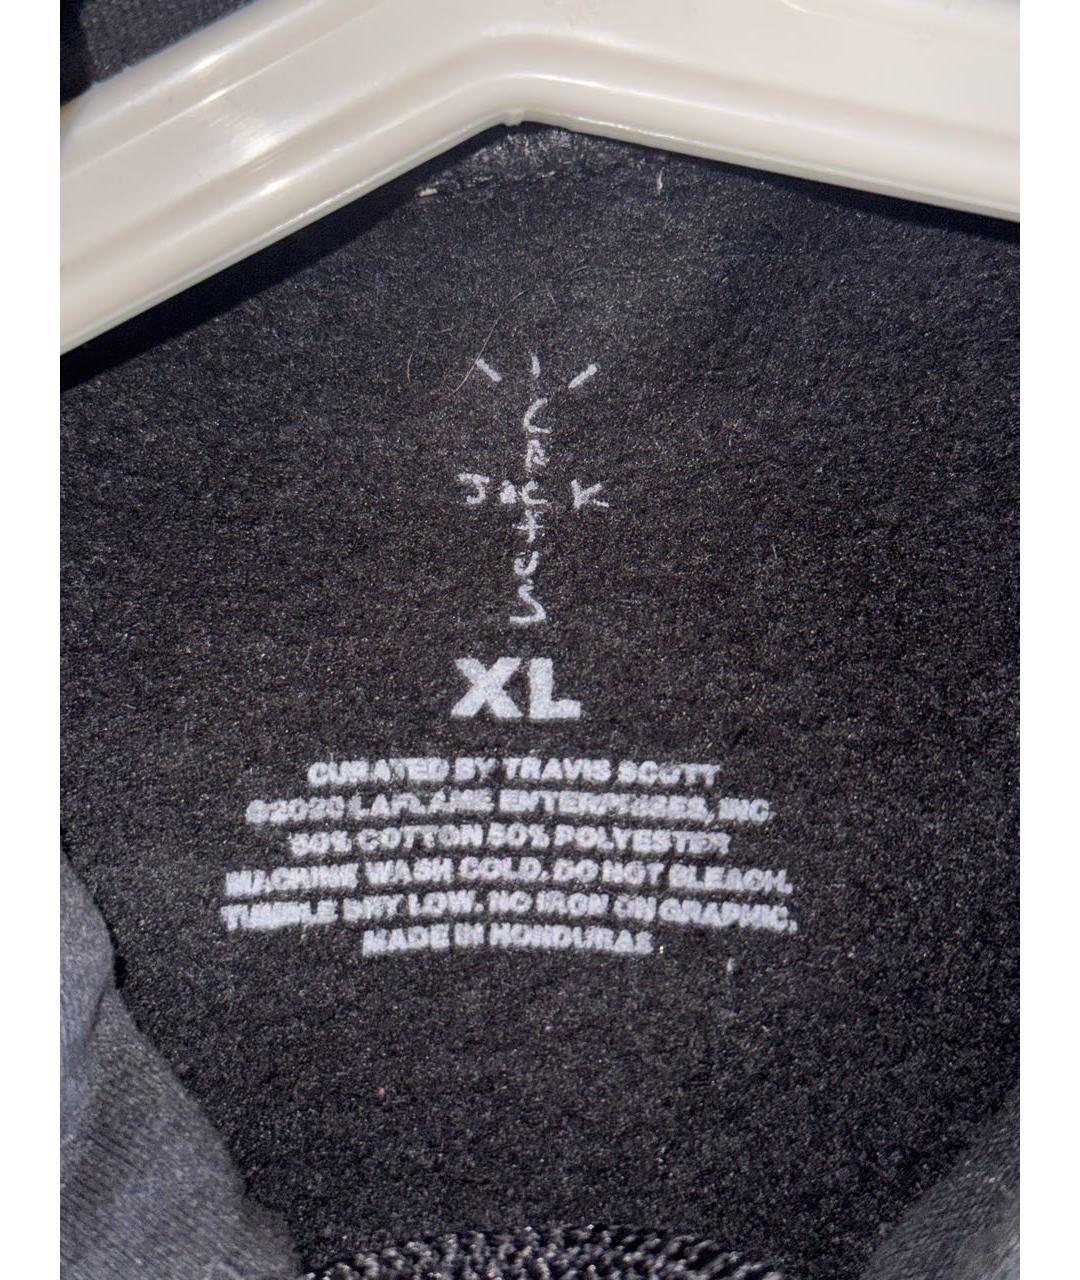 CACTUS
JACK
XL
CURATED BY TRAVIS SCOTT
©2020 LAFLAME ENTERPRISES, INC.
50% COTTON 50% POLYESTER
MACHINE WASH COLD. DO NOT BLEACH.
TUMBLE DRY LOW. NO IRON ON GRAPHIC.
MADE IN HONDURAS